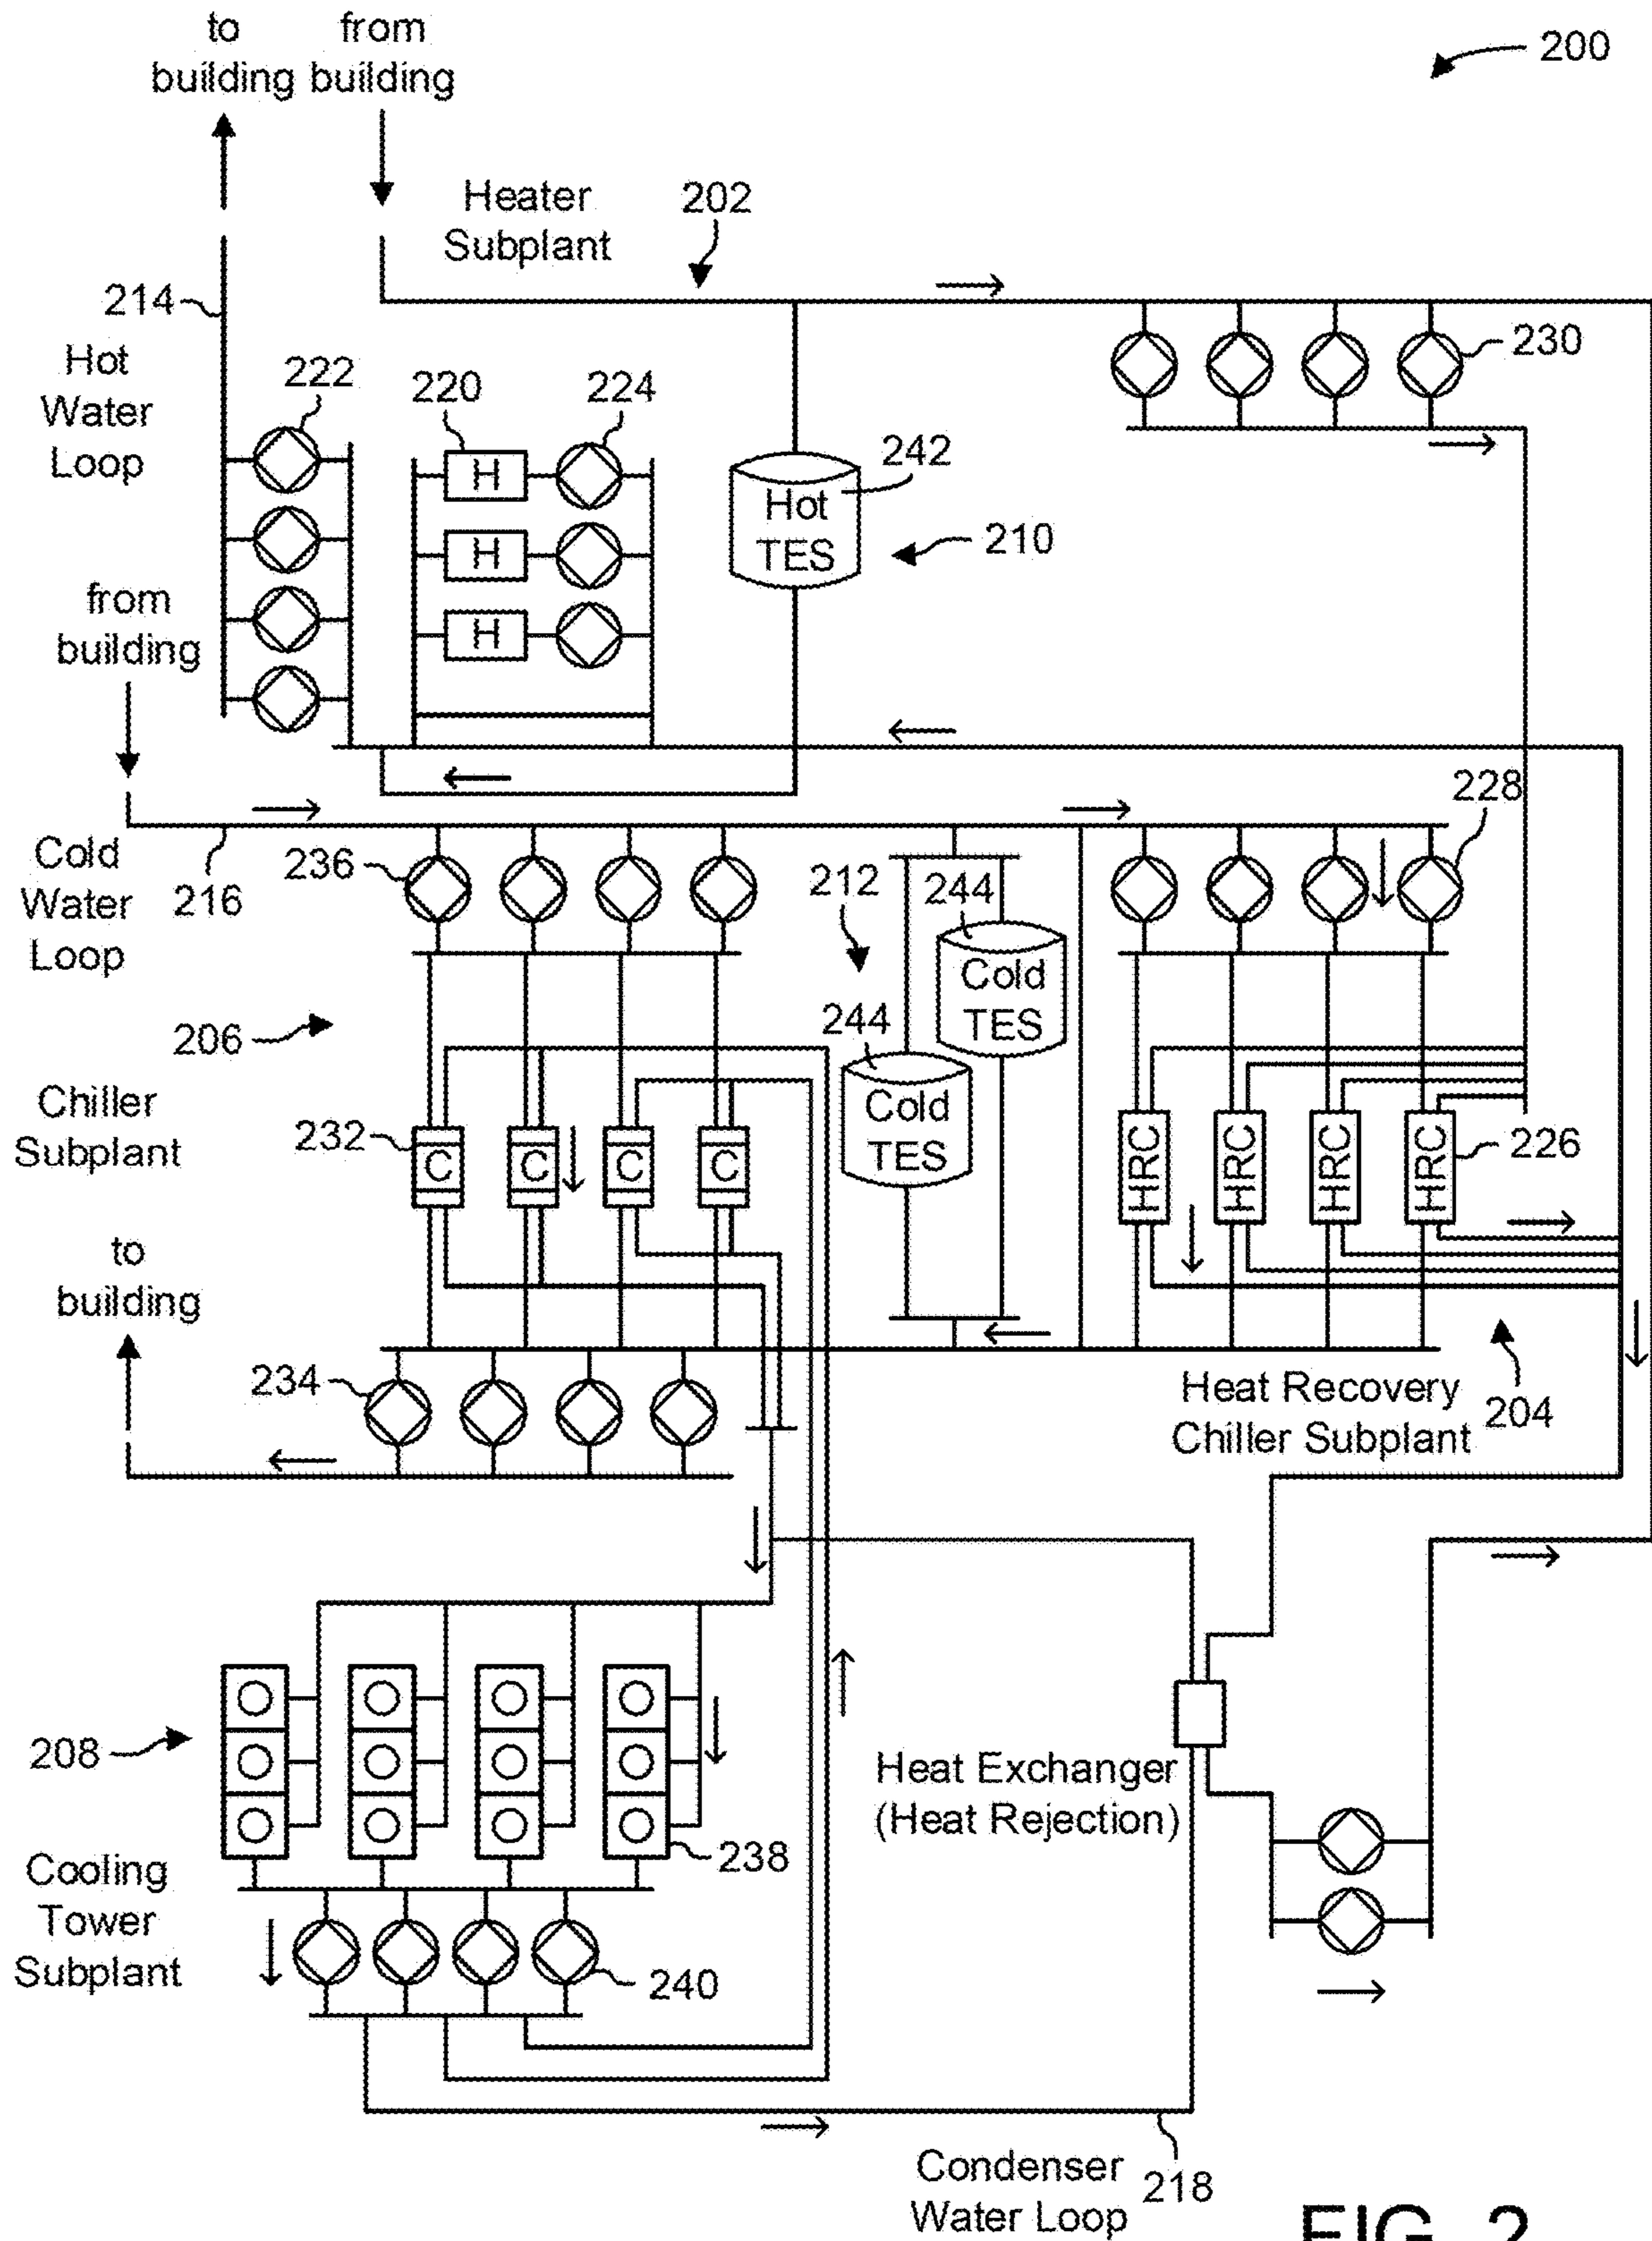 to
building
from
building
200
Heater
Subplant
202
214
Hot
Water
Loop
222
220
224
230
H
H
H
Hot
TES
242
210
from
building
228
Cold
Water
Loop
216
236
212
244
Cold
TES
244
Cold
TES
206
Chiller
Subplant
232
C
C
C
C
HRC
HRC
HRC
HRC
226
to
building
234
Heat Recovery
Chiller Subplant
204
208
Heat Exchanger
(Heat Rejection)
238
Cooling
Tower
Subplant
240
Condenser
Water Loop
218
FIG. 2